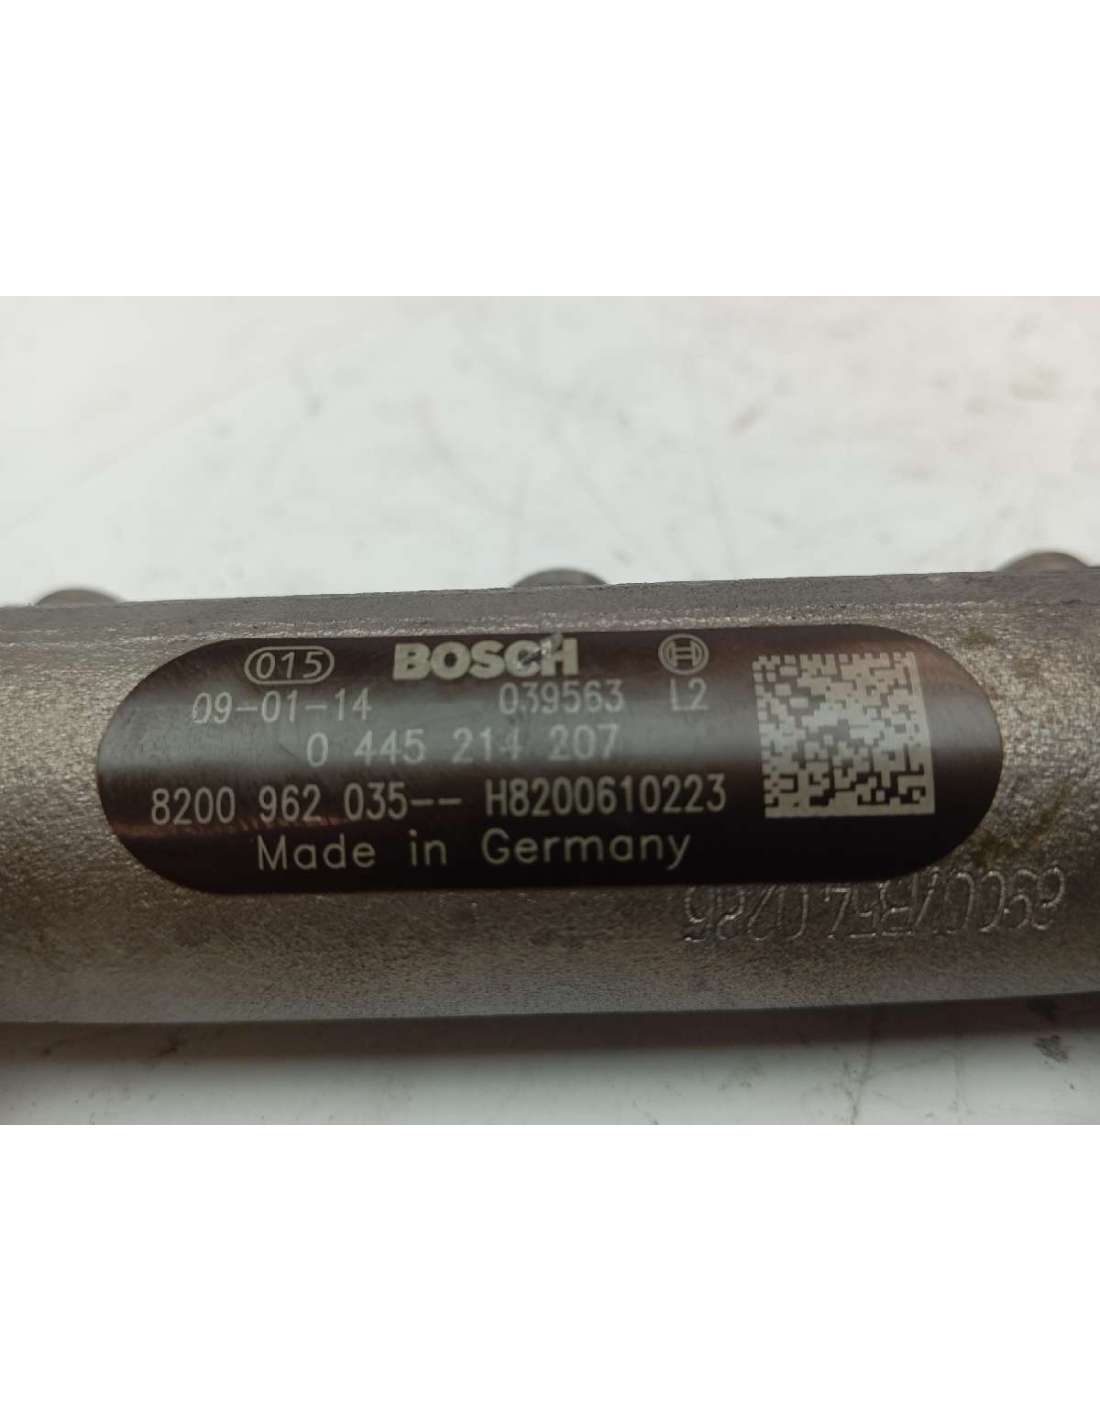 015 BOSCH
09-01-14 039563 L2
0 445 214 207
8200 962 035-- H8200610223
Made in Germany